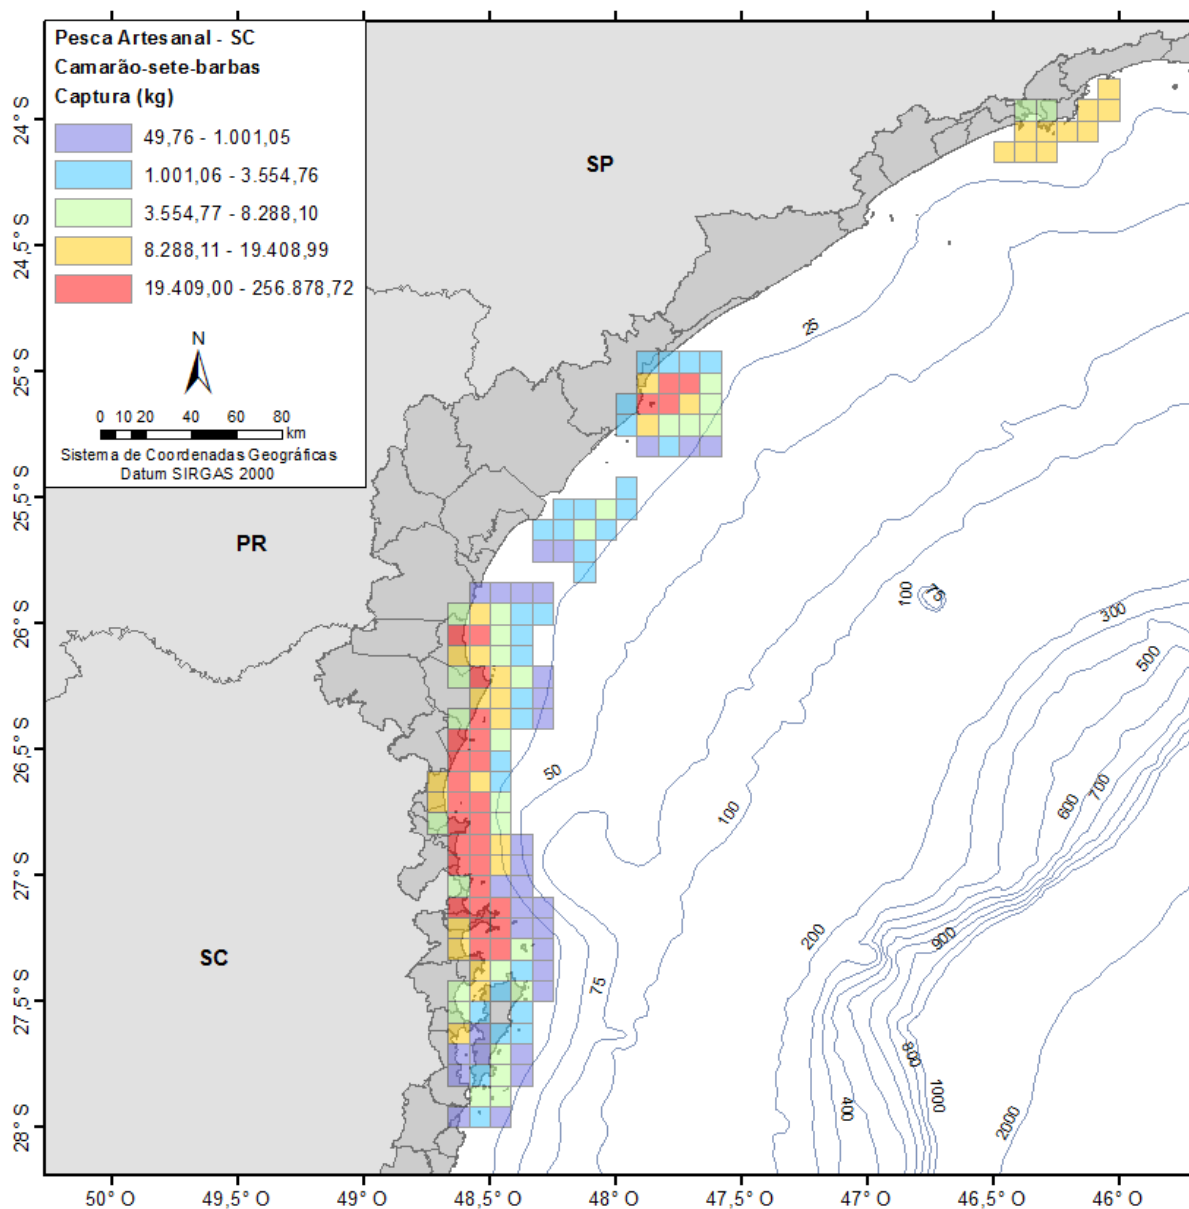 Pesca Artesanal - SC
Camarão-sete-barbas
Captura (kg)
49,76 - 1.001,05
1.001,06 - 3.554,76
3.554,77 - 8.288,10
8.288,11 - 19.408,99
19.409,00 - 256.878,72
N
0 10 20 40 60 80
km
Sistema de Coordenadas Geográficas
Datum SIRGAS 2000
SP
PR
SC
25
50
75
100
100
75
200
300
500
600
700
900
800
400
1000
2000
24° S
24,5° S
25° S
25,5° S
26° S
26,5° S
27° S
27,5° S
28° S
50° O
49,5° O
49° O
48,5° O
48° O
47,5° O
47° O
46,5° O
46° O